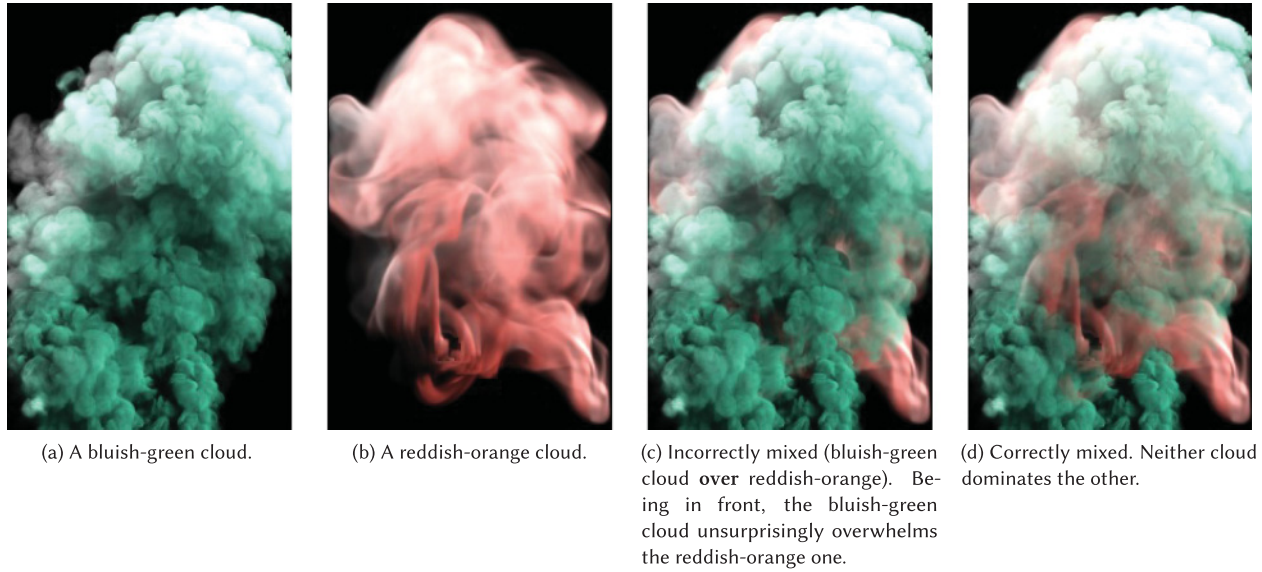 (a) A bluish-green cloud.
(b) A reddish-orange cloud.
(c) Incorrectly mixed (bluish-green
cloud over reddish-orange). Be-
ing in front, the bluish-green
cloud unsurprisingly overwhelms
the reddish-orange one.
(d) Correctly mixed. Neither cloud
dominates the other.